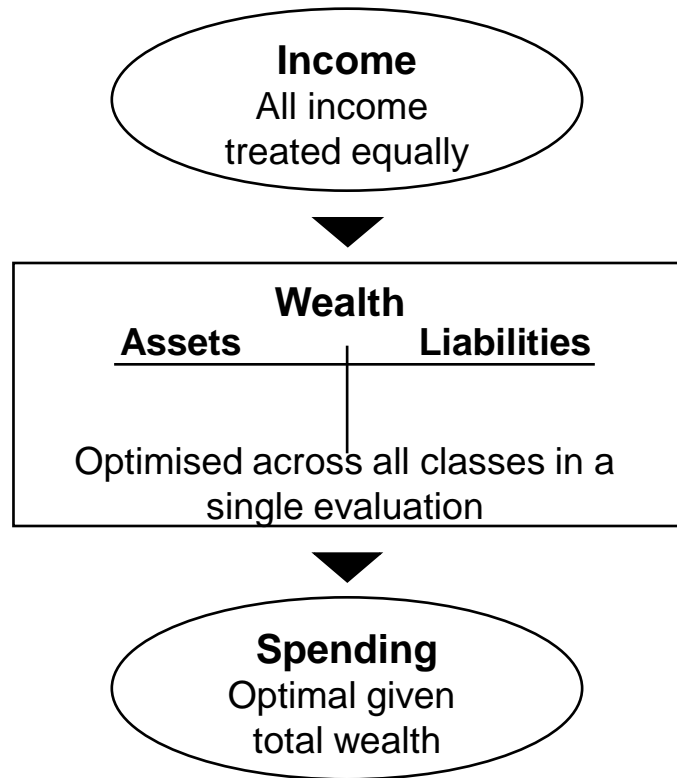 Income
All income
treated equally
Wealth
Assets Liabilities
Optimised across all classes in a
single evaluation
Spending
Optimal given
total wealth